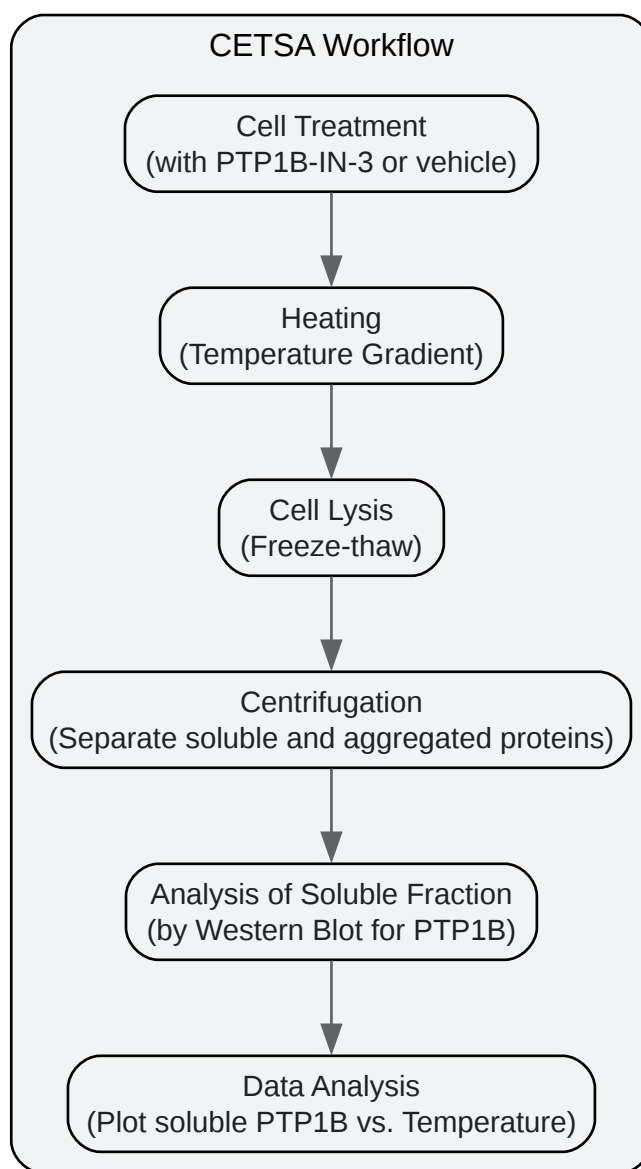 CETSA Workflow
Cell Treatment
(with PTP1B-IN-3 or vehicle)
Heating
(Temperature Gradient)
Cell Lysis
(Freeze-thaw)
Centrifugation
(Separate soluble and aggregated proteins)
Analysis of Soluble Fraction
(by Western Blot for PTP1B)
Data Analysis
(Plot soluble PTP1B vs. Temperature)